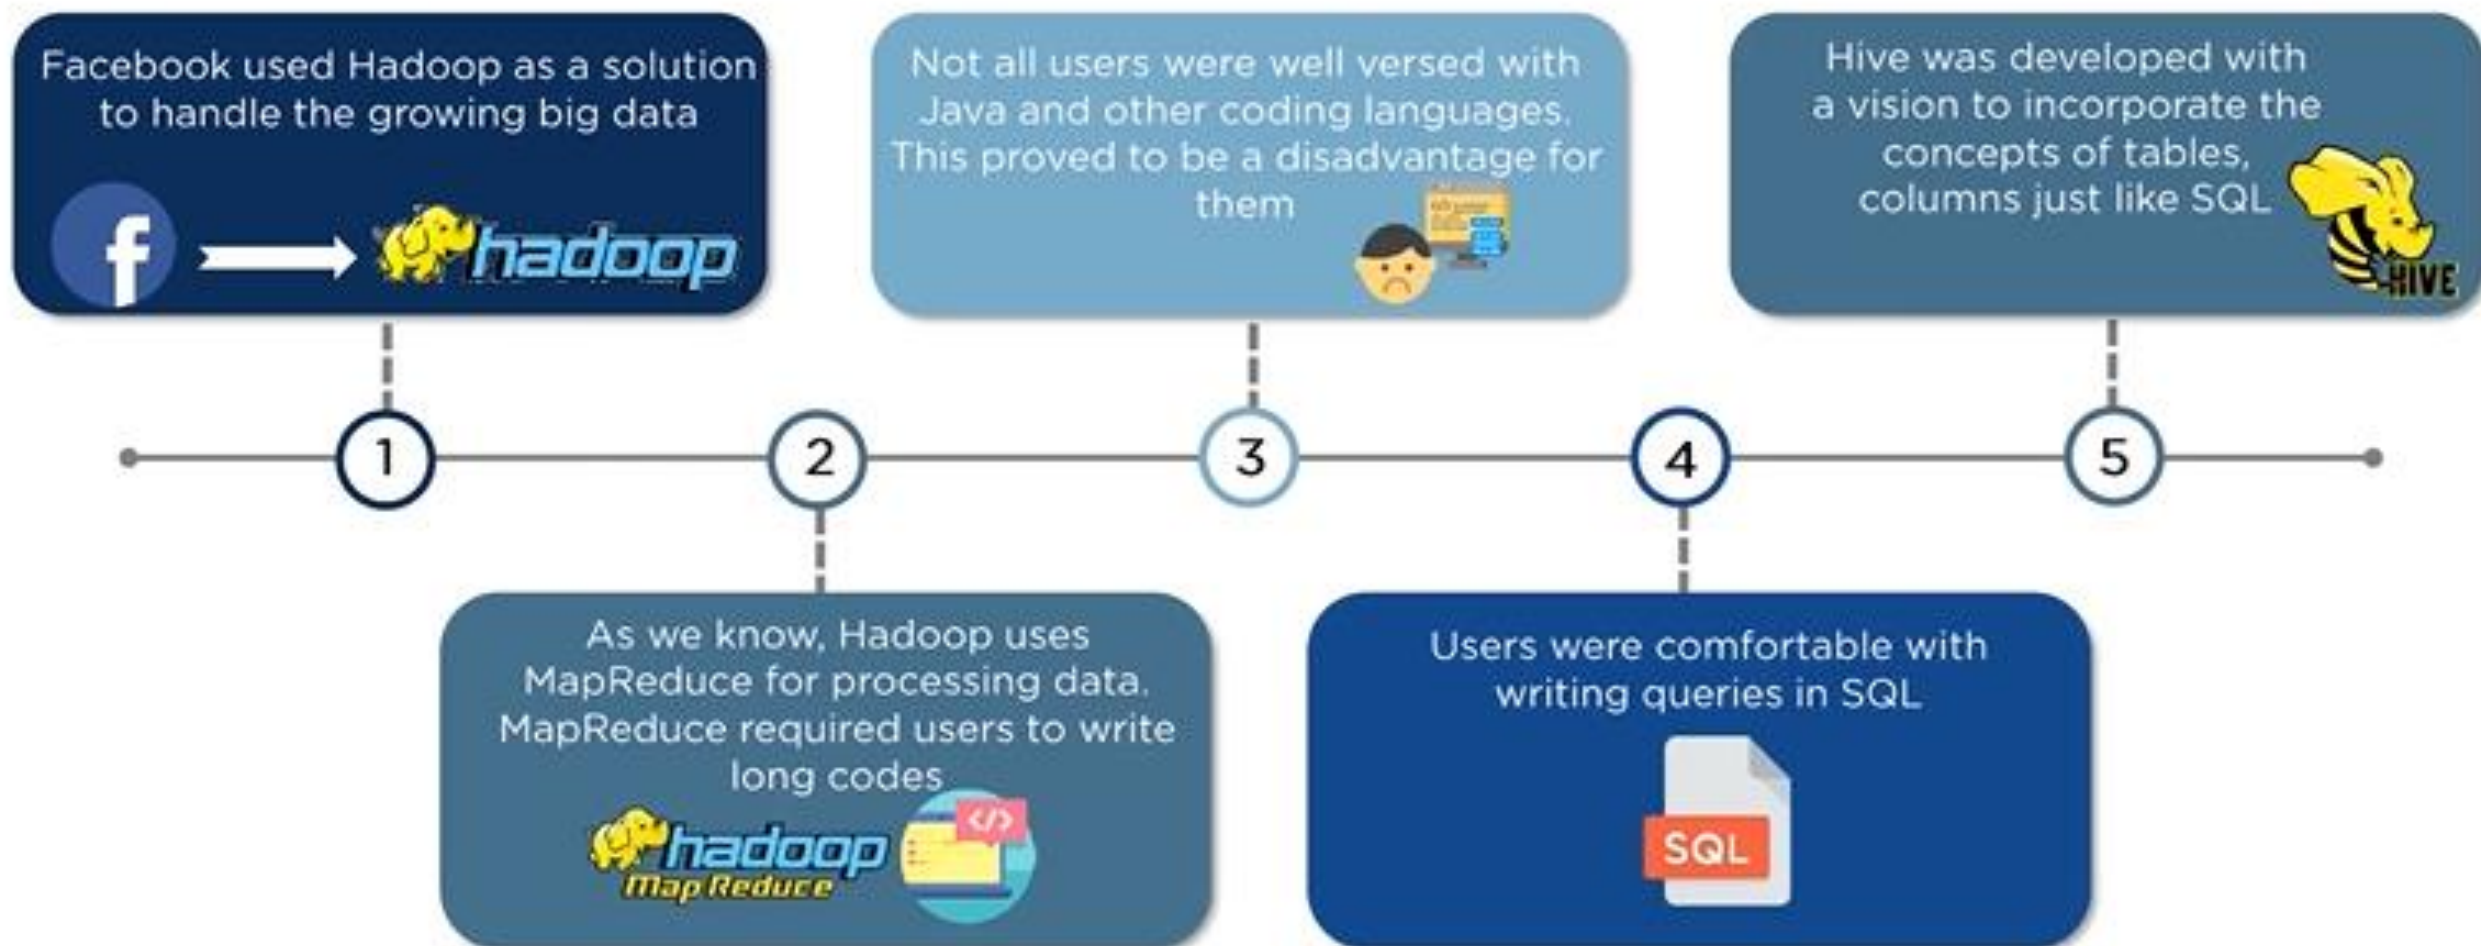 Facebook used Hadoop as a solution
to handle the growing big data
f
hadoop
1
As we know, Hadoop uses
MapReduce for processing data.
MapReduce required users to write
long codes
</>
hadoop
Map Reduce
2
Not all users were well versed with
Java and other coding languages.
This proved to be a disadvantage for
them
3
Users were comfortable with
writing queries in SQL
SQL
4
Hive was developed with
a vision to incorporate the
concepts of tables,
columns just like SQL
HIVE
5